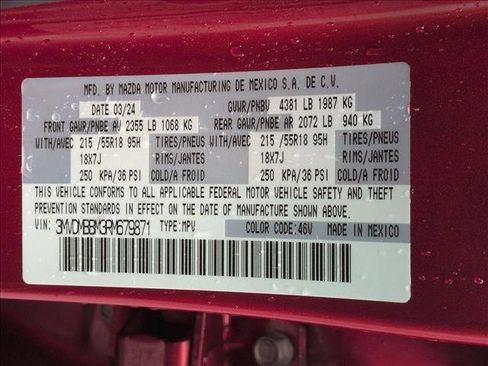 MFD. BY MAZDA MOTOR MANUFACTURING DE MEXICO S.A. DE C.V.
DATE 03/24 GVWR/PNBV 4381 LB 1987 KG
FRONT GAWR/PNBE AV 2355 LB 1068 KG REAR GAWR/PNBE AR 2072 LB 940 KG
WITH/AVEC 215 /55R18 95H TIRES/PNEUS WITH/AVEC 215 /55R18 95H TIRES/PNEUS
18X7J RIMS/JANTES 18X7J RIMS/JANTES
250 KPA/36 PSI COLD/A FROID 250 KPA/36 PSI COLD/A FROID
THIS VEHICLE CONFORMS TO ALL APPLICABLE FEDERAL MOTOR VEHICLE SAFETY AND THEFT
PREVENTION STANDARDS IN EFFECT ON THE DATE OF MANUFACTURE SHOWN ABOVE.
VIN: TYPE:MPV COLOR CODE:46V MADE IN MEXICO